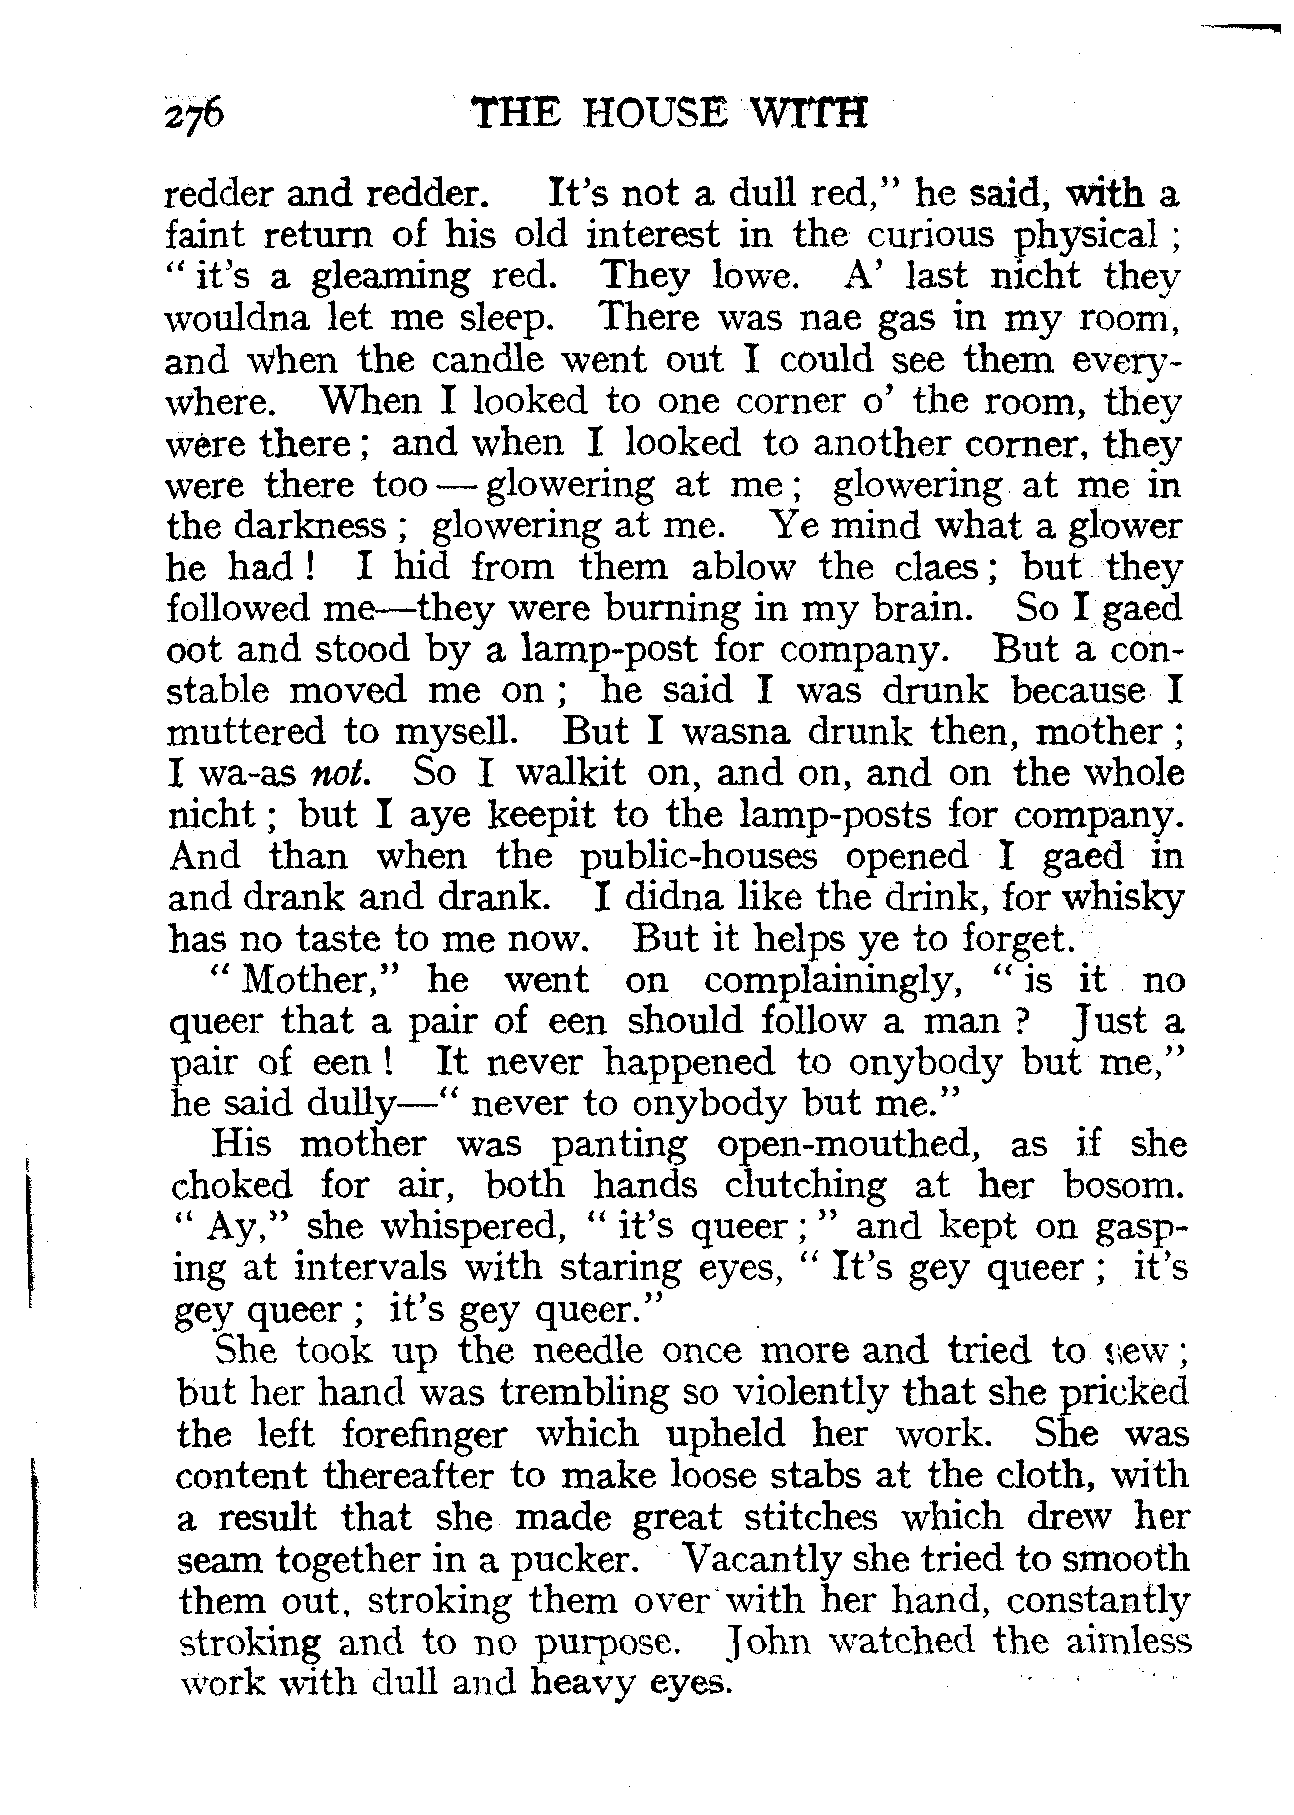 276 THE HOUSE WITH
redder and redder. It's not a dull red,” he said, with a
faint return of his old interest in the curious physical ;
“ it's a gleaming red. They lowe. A' last nicht they
wouldna let me sleep. There was nae gas in my room,
and when the candle went out I could see them every-
where. When I looked to one corner o' the room, they
were there ; and when I looked to another corner, they
were there too — glowering at me ; glowering at me in
the darkness ; glowering at me. Ye mind what a glower
he had ! I hid from them ablow the claes ; but they
followed me—they were burning in my brain. So I gaed
oot and stood by a lamp-post for company. But a con-
stable moved me on ; he said I was drunk because I
muttered to mysell. But I wasna drunk then, mother ;
I wa-as not. So I walkit on, and on, and on the whole
nicht ; but I aye keepit to the lamp-posts for company.
And than when the public-houses opened I gaed in
and drank and drank. I didna like the drink, for whisky
has no taste to me now. But it helps ye to forget.
“ Mother,” he went on complainingly, “ is it no
queer that a pair of een should follow a man ? Just a
pair of een ! It never happened to onybody but me,”
he said dully—“ never to onybody but me.”
His mother was panting open-mouthed, as if she
choked for air, both hands clutching at her bosom.
“ Ay,” she whispered, “ it's queer ; ” and kept on gasp-
ing at intervals with staring eyes, “ It's gey queer ; it's
gey queer ; it's gey queer.”
She took up the needle once more and tried to sew ;
but her hand was trembling so violently that she pricked
the left forefinger which upheld her work. She was
content thereafter to make loose stabs at the cloth, with
a result that she made great stitches which drew her
seam together in a pucker. Vacantly she tried to smooth
them out, stroking them over with her hand, constantly
stroking and to no purpose. John watched the aimless
work with dull and heavy eyes.